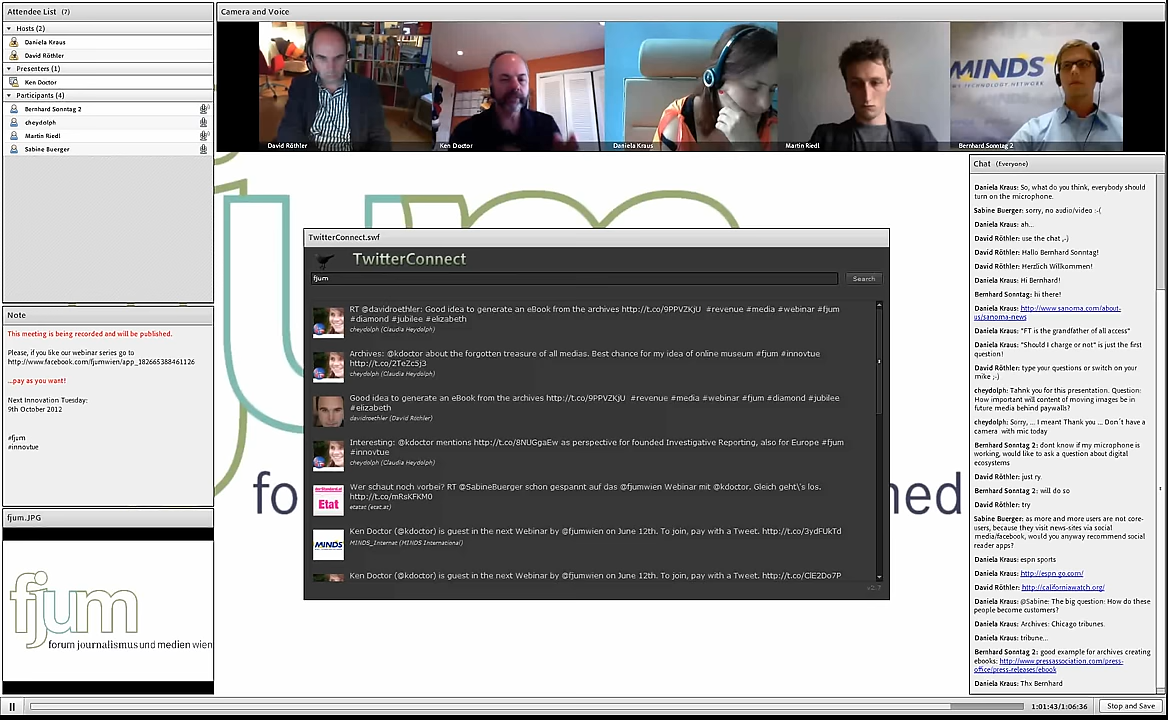 Attendee List (7)
Hosts (2)
Daniela Kraus
David Röthler
Presenters (1)
Ken Doctor
Participants (4)
Bernhard Sonntag 2
cheydolph
Martin Riedl
Sabine Buerger
Camera and Voice
David Röthler
Ken Doctor
Daniela Kraus
Martin Riedl
Bernhard Sonntag 2
MINDS
MY TECHNOLOGY NETWORK
Note
This meeting is being recorded and will be published.
Please, if you like our webinar series go to
http://www.facebook.com/fjumwien/app_182665388461126
...pay as you want!
Next Innovation Tuesday:
9th October 2012
#fjum
#innovtue
fjum.JPG
fjum
forum journalismus und medien wien
fo
med
TwitterConnect.swf
TwitterConnect
fjum
Search
RT @davidroethler: Good idea to generate an eBook from the archives http://t.co/9PPVZKjU #revenue #media #webinar #fjum
#diamond #jubilee #elizabeth
cheydolph (Claudia Heydolph)
Archives: @kdoctor about the forgotten treasure of all medias. Best chance for my idea of online museum #fjum #innovtue
http://t.co/2TeZc5j3
cheydolph (Claudia Heydolph)
Good idea to generate an eBook from the archives http://t.co/9PPVZKjU #revenue #media #webinar #fjum #diamond #jubilee
#elizabeth
davidroethler (David Röthler)
Interesting: @kdoctor mentions http://t.co/8NUGgaEw as perspective for founded Investigative Reporting, also for Europe #fjum
#innovtue
cheydolph (Claudia Heydolph)
derStandard.at
Etat
Wer schaut noch vorbei? RT @SabineBuerger schon gespannt auf das @fjumwien Webinar mit @kdoctor. Gleich geht\'s los.
http://t.co/mRsKFKM0
etatat (etat.at)
MINDS
Ken Doctor (@kdoctor) is guest in the next Webinar by @fjumwien on June 12th. To join, pay with a Tweet. http://t.co/3ydFUkTd
MINDS_Internat (MINDS International)
Ken Doctor (@kdoctor) is guest in the next Webinar by @fjumwien on June 12th. To join, pay with a Tweet. http://t.co/ClE2Do7P
Chat (Everyone)
Daniela Kraus: So, what do you think, everybody should
turn on the microphone.
Sabine Buerger: sorry, no audio/video :-(
Daniela Kraus: ah...
David Röthler: use the chat ,-)
David Röthler: Hallo Bernhard Sonntag!
David Röthler: Herzlich Willkommen!
Daniela Kraus: Hi Bernhard!
Bernhard Sonntag: hi there!
Daniela Kraus: http://www.sanoma.com/about-
us/sanoma-news
Daniela Kraus: "FT is the grandfather of all access"
Daniela Kraus: "Should I charge or not" is just the first
question!
David Röthler: type your questions or switch on your
mike ;-)
cheydolph: Tahnk you for this presentation. Question:
How important will content of moving images be in
future media behind paywalls?
cheydolph: Sorry, ... I meant Thank you ... Don´t have a
camera with mic today
Bernhard Sonntag 2: dont know if my microphone is
working, would like to ask a question about digital
ecosystems
David Röthler: just ry.
Bernhard Sonntag 2: will do so
David Röthler: try
Sabine Buerger: as more and more users are not core-
users, because they visit news-sites via social
media/facebook, would you anyway recommend social
reader apps?
Daniela Kraus: espn sports
Daniela Kraus: http://espn.go.com/
David Röthler: http://californiawatch.org/
Daniela Kraus: @Sabine: The big question: How do these
people become customers?
Daniela Kraus: Archives: Chicago tribunes.
Daniela Kraus: tribune...
Bernhard Sonntag 2: good example for archives creating
ebooks: http://www.pressassociation.com/press-
office/press-releases/ebook
Daniela Kraus: Thx Bernhard
1:01:43/1:06:36
Stop and Save